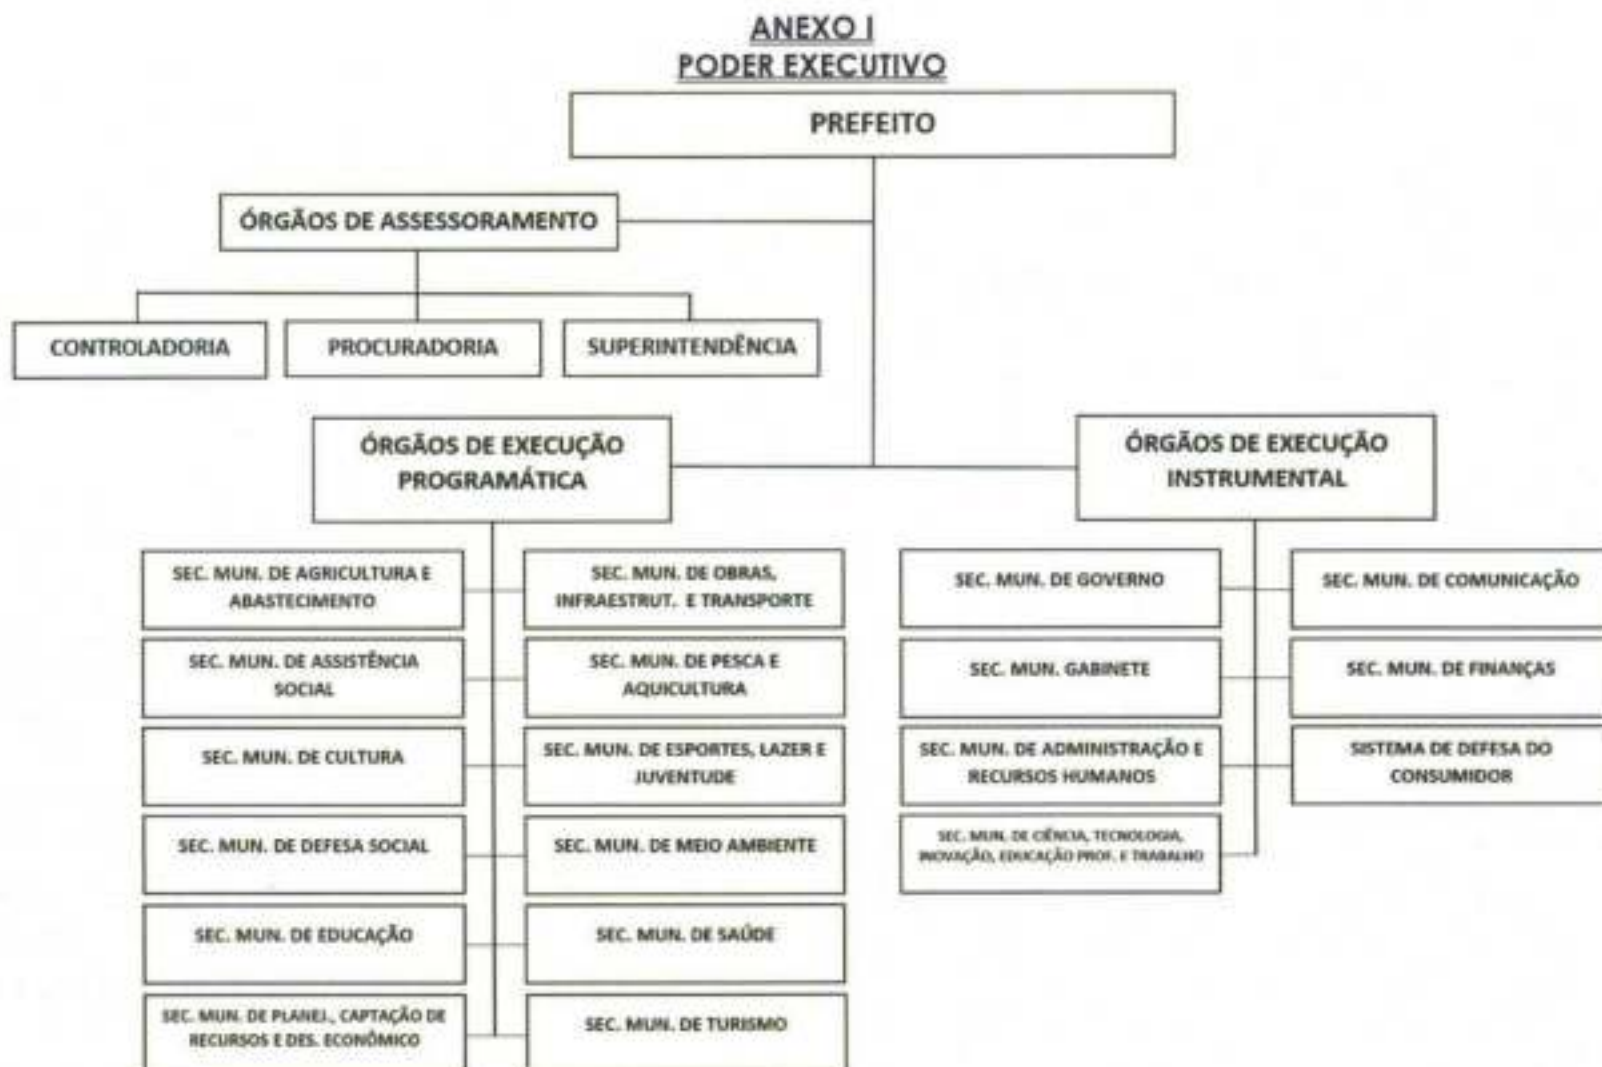 ANEXO I
PODER EXECUTIVO
PREFEITO
ÓRGÃOS DE ASSESSORAMENTO
CONTROLADORIA
PROCURADORIA
SUPERINTENDÊNCIA
ÓRGÃOS DE EXECUÇÃO
PROGRAMÁTICA
SEC. MUN. DE AGRICULTURA E
ABASTECIMENTO
SEC. MUN. DE OBRAS,
INFRAESTRUT. E TRANSPORTE
SEC. MUN. DE ASSISTÊNCIA
SOCIAL
SEC. MUN. DE PESCA E
AQUICULTURA
SEC. MUN. DE CULTURA
SEC. MUN. DE ESPORTES, LAZER E
JUVENTUDE
SEC. MUN. DE DEFESA SOCIAL
SEC. MUN. DE MEIO AMBIENTE
SEC. MUN. DE EDUCAÇÃO
SEC. MUN. DE SAÚDE
SEC. MUN. DE PLANEJ., CAPTAÇÃO DE
RECURSOS E DES. ECONÔMICO
SEC. MUN. DE TURISMO
ÓRGÃOS DE EXECUÇÃO
INSTRUMENTAL
SEC. MUN. DE GOVERNO
SEC. MUN. DE COMUNICAÇÃO
SEC. MUN. GABINETE
SEC. MUN. DE FINANÇAS
SEC. MUN. DE ADMINISTRAÇÃO E
RECURSOS HUMANOS
SISTEMA DE DEFESA DO
CONSUMIDOR
SEC. MUN. DE CIÊNCIA, TECNOLOGIA,
INOVAÇÃO, EDUCAÇÃO PROF. E TRABALHO